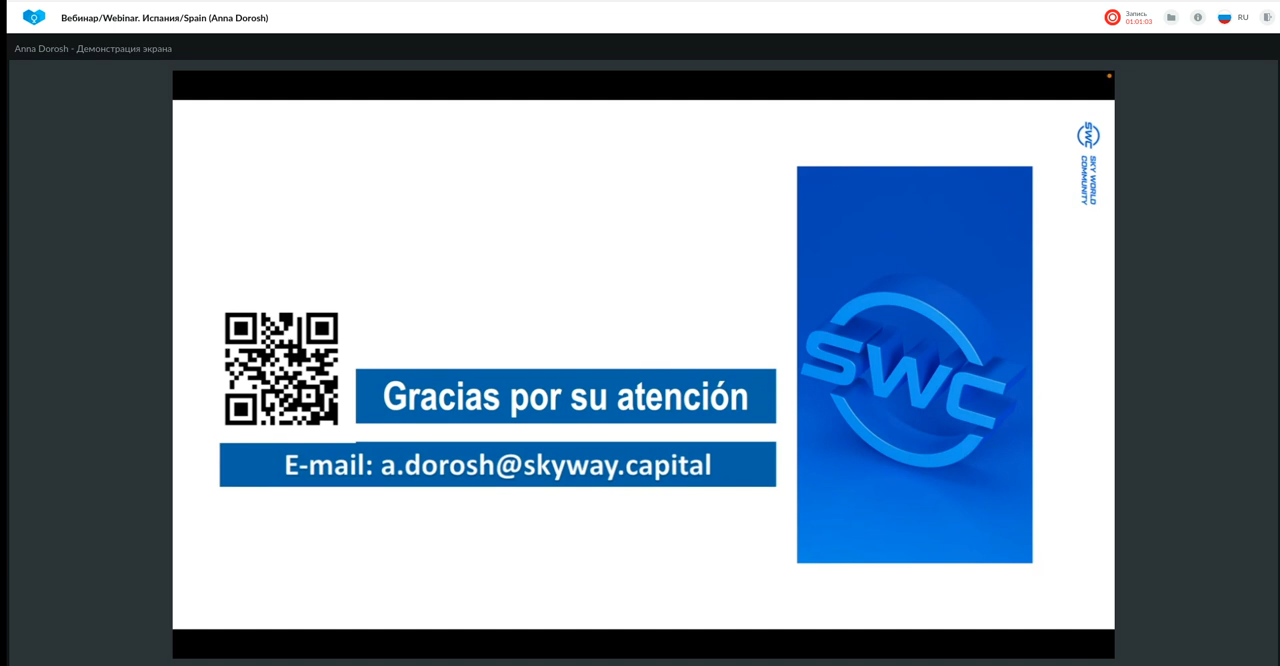 Вебинар/Webinar. Испания/Spain (Anna Dorosh)
Запись
01:01:03
RU
Anna Dorosh - Демонстрация экрана
SWC
SKY WORLD
COMMUNITY
SWC
Gracias por su atención
E-mail: a.dorosh@skyway.capital